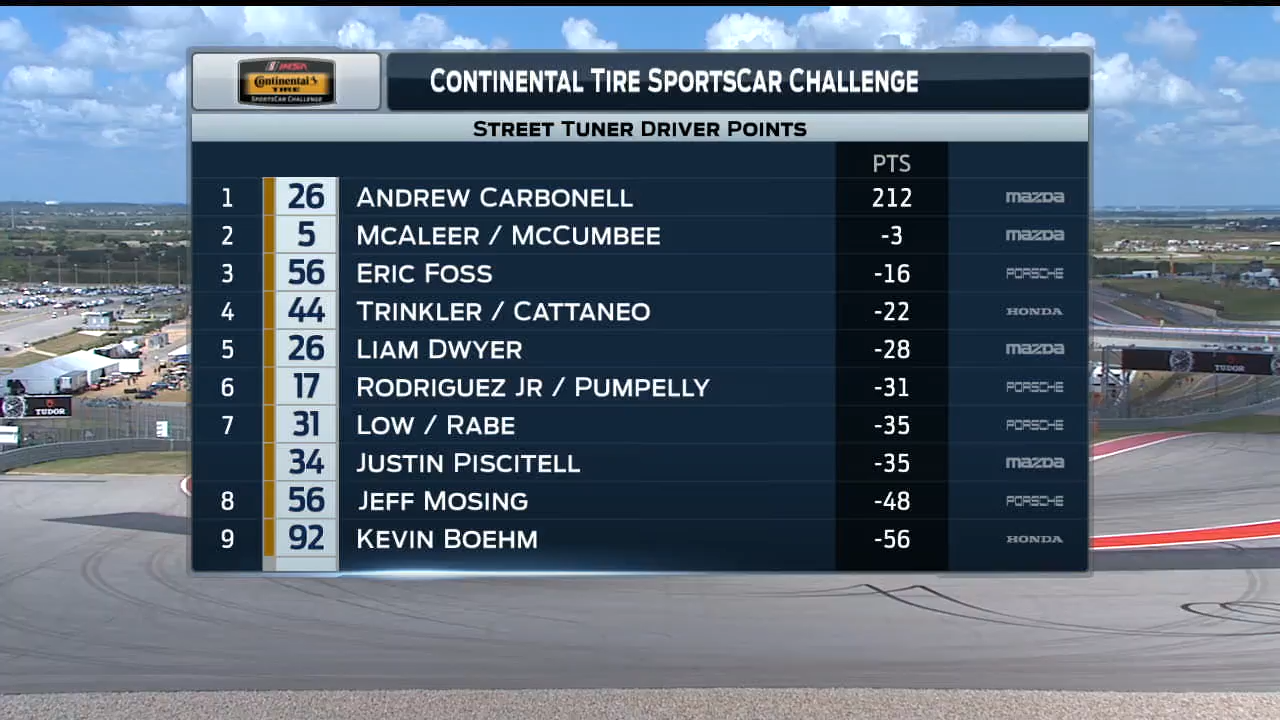 IMSA
Continental
TIRE
SPORTSCAR CHALLENGE
CONTINENTAL TIRE SPORTSCAR CHALLENGE
STREET TUNER DRIVER POINTS
PTS
1 26 ANDREW CARBONELL 212 mazda
2 5 MCALEER / MCCUMBEE -3 mazda
3 56 ERIC FOSS -16 PORSCHE
4 44 TRINKLER / CATTANEO -22 HONDA
5 26 LIAM DWYER -28 mazda
6 17 RODRIGUEZ JR / PUMPELLY -31 PORSCHE
7 31 LOW / RABE -35 PORSCHE
34 JUSTIN PISCITELL -35 mazda
8 56 JEFF MOSING -48 PORSCHE
9 92 KEVIN BOEHM -56 HONDA
TUDOR
TUDOR